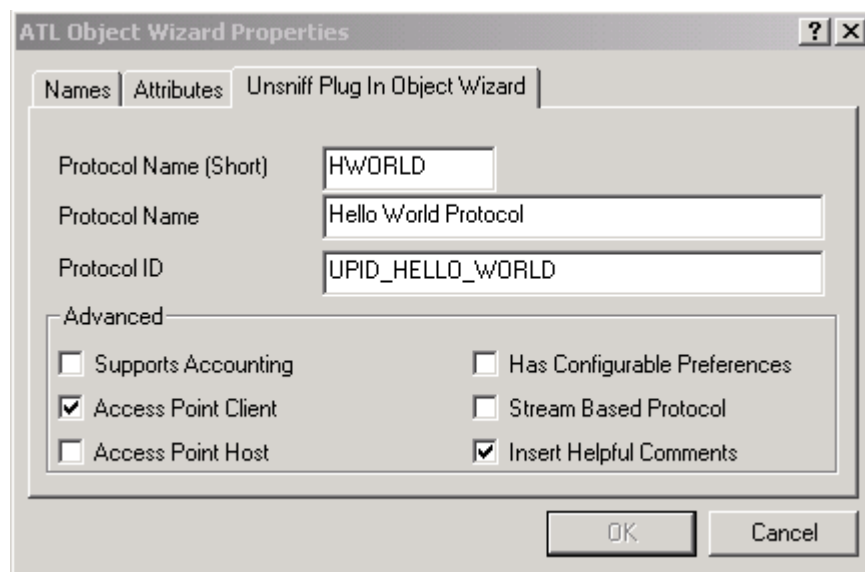 ATL Object Wizard Properties
Names Attributes Unsniff Plug In Object Wizard
Protocol Name (Short) HWORLD
Protocol Name Hello World Protocol
Protocol ID UPID_HELLO_WORLD
Advanced
Supports Accounting Has Configurable Preferences
Access Point Client Stream Based Protocol
Access Point Host Insert Helpful Comments
OK Cancel